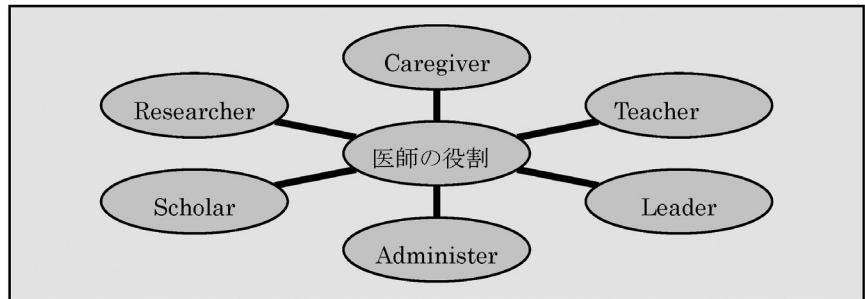 Caregiver
Researcher
Teacher
医師の役割
Scholar
Leader
Administer